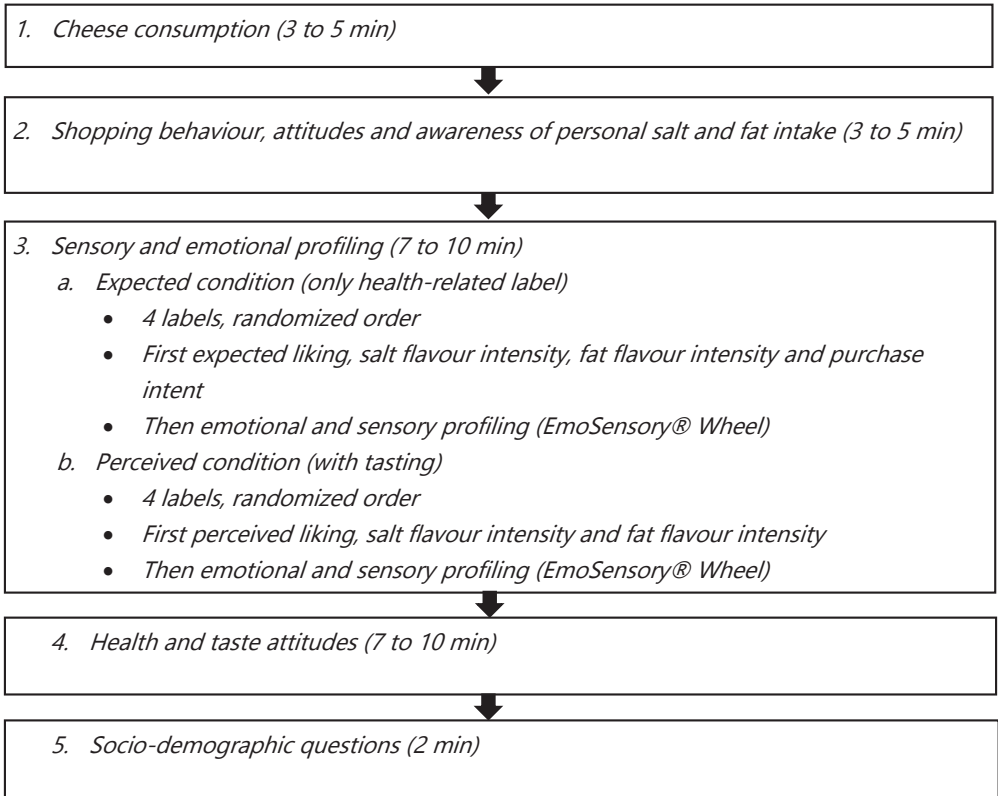 1. Cheese consumption (3 to 5 min)
2. Shopping behaviour, attitudes and awareness of personal salt and fat intake (3 to 5 min)
3. Sensory and emotional profiling (7 to 10 min)
a. Expected condition (only health-related label)
• 4 labels, randomized order
• First expected liking, salt flavour intensity, fat flavour intensity and purchase
intent
• Then emotional and sensory profiling (EmoSensory® Wheel)
b. Perceived condition (with tasting)
• 4 labels, randomized order
• First perceived liking, salt flavour intensity and fat flavour intensity
• Then emotional and sensory profiling (EmoSensory® Wheel)
4. Health and taste attitudes (7 to 10 min)
5. Socio-demographic questions (2 min)